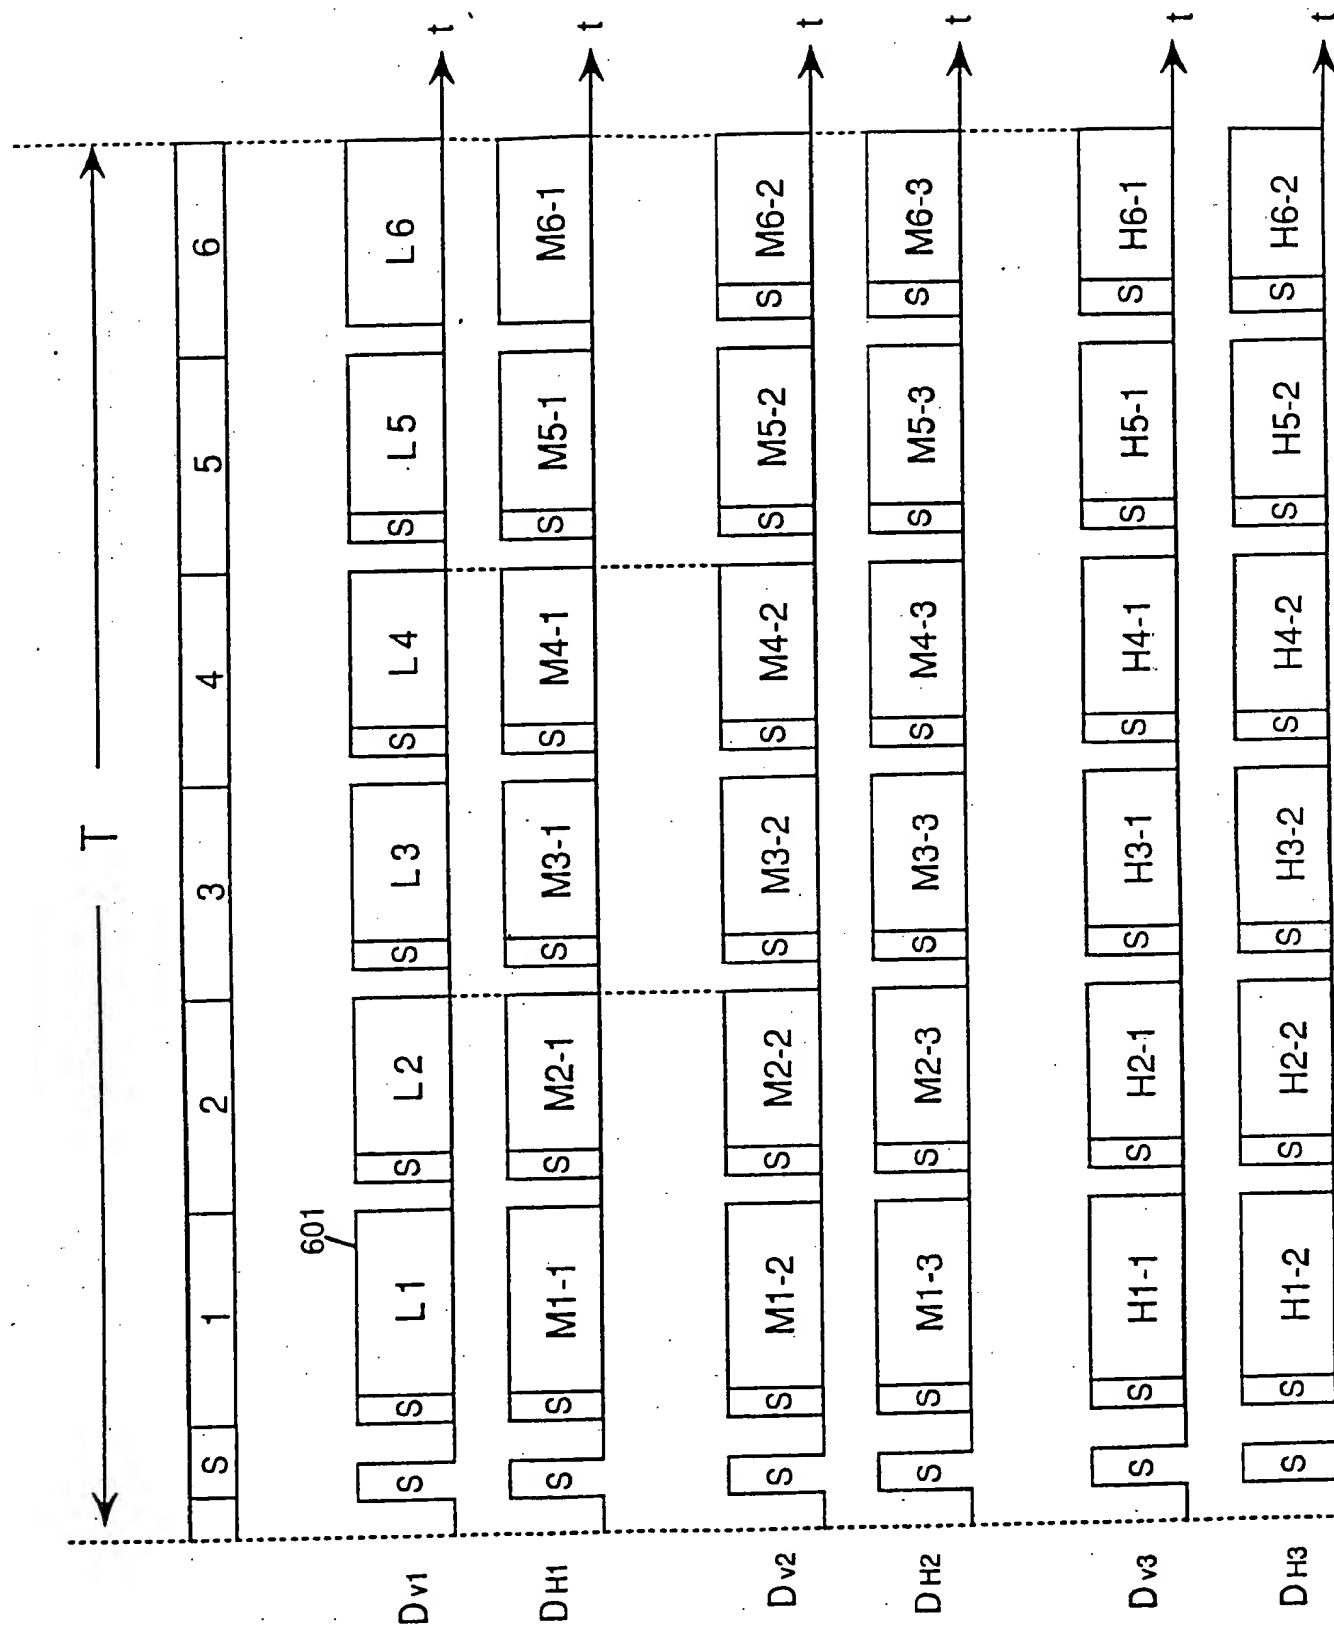 T
S 1 2 3 4 5 6
601
Dv1 S S L1 S L2 S L3 S L4 S L5 L6 t
DH1 S S M1-1 S M2-1 S M3-1 S M4-1 S M5-1 M6-1 t
Dv2 S S M1-2 S M2-2 S M3-2 S M4-2 S M5-2 S M6-2 t
DH2 S S M1-3 S M2-3 S M3-3 S M4-3 S M5-3 S M6-3 t
Dv3 S S H1-1 S H2-1 S H3-1 S H4-1 S H5-1 S H6-1 t
DH3 S S H1-2 S H2-2 S H3-2 S H4-2 S H5-2 S H6-2 t